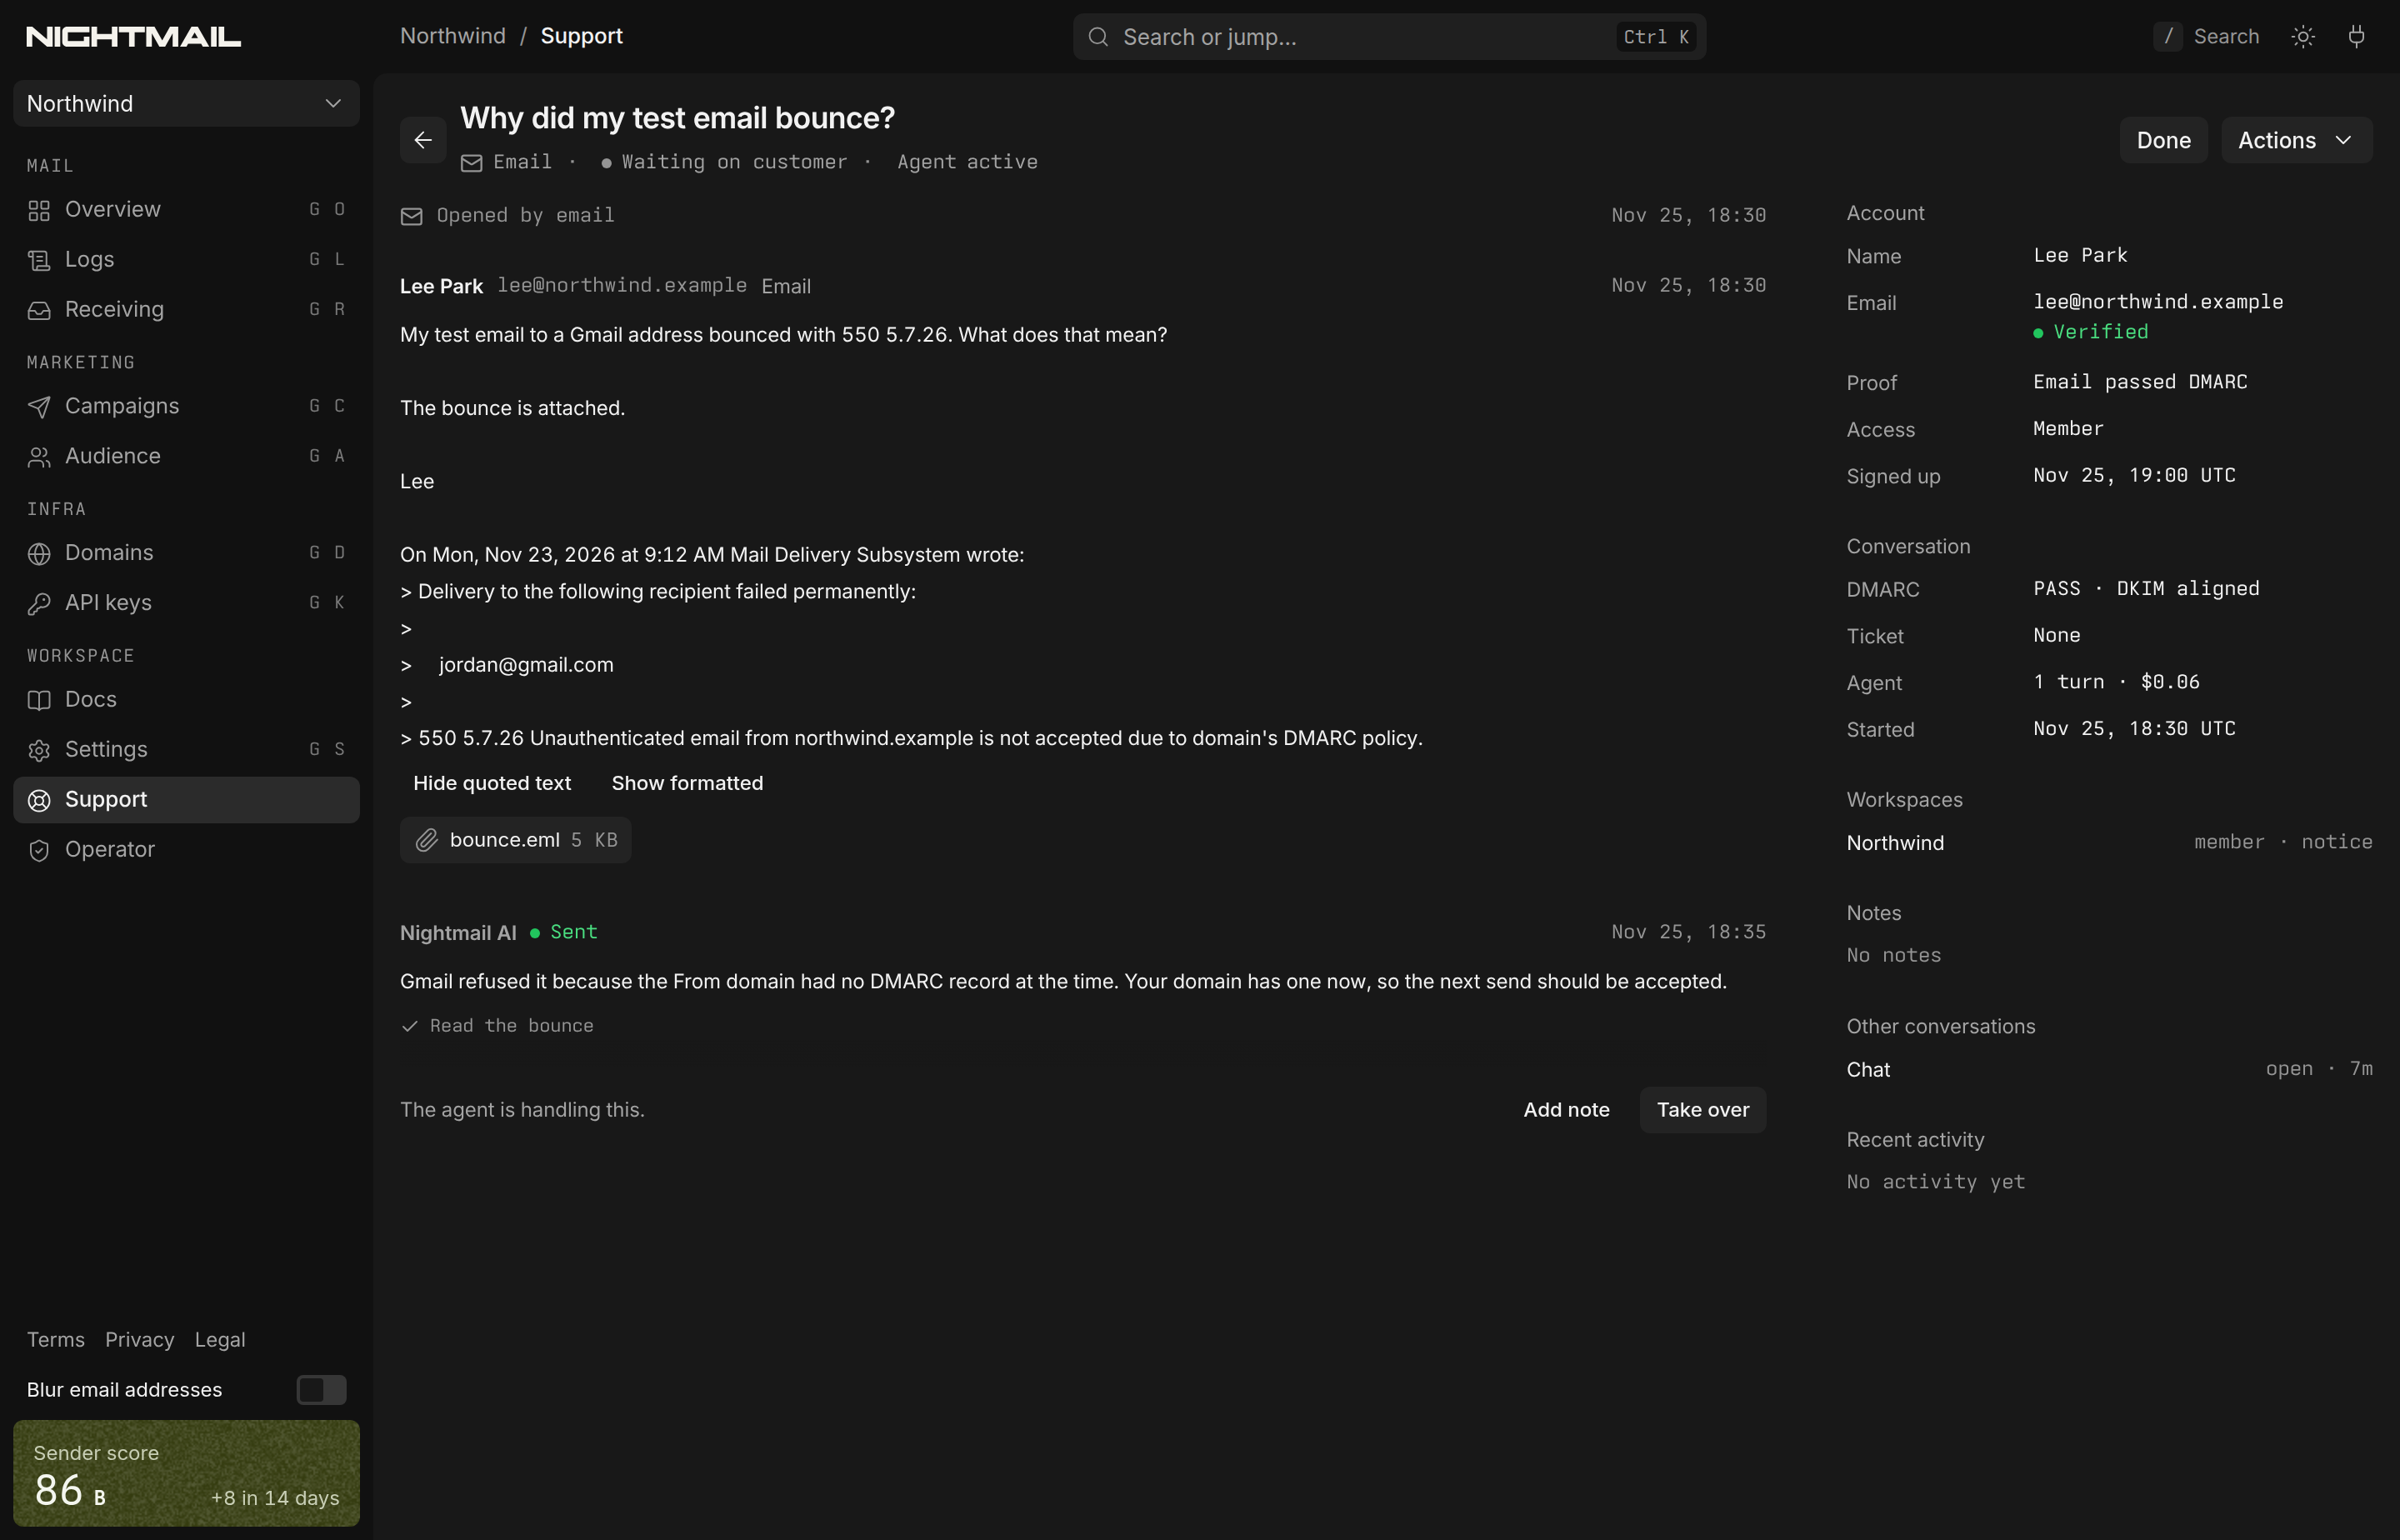 NIGHTMAIL
Northwind / Support
Search or jump...
Ctrl K
/ Search
Northwind
MAIL
Overview G O
Logs G L
Receiving G R
MARKETING
Campaigns G C
Audience G A
INFRA
Domains G D
API keys G K
WORKSPACE
Docs
Settings G S
Support
Operator
Terms Privacy Legal
Blur email addresses
Sender score
86 B +8 in 14 days
Why did my test email bounce?
Email · Waiting on customer · Agent active
Done
Actions
Opened by email Nov 25, 18:30
Lee Park lee@northwind.example Email Nov 25, 18:30
My test email to a Gmail address bounced with 550 5.7.26. What does that mean?
The bounce is attached.
Lee
On Mon, Nov 23, 2026 at 9:12 AM Mail Delivery Subsystem wrote:
> Delivery to the following recipient failed permanently:
>
> jordan@gmail.com
>
> 550 5.7.26 Unauthenticated email from northwind.example is not accepted due to domain's DMARC policy.
Hide quoted text Show formatted
bounce.eml 5 KB
Nightmail AI Sent Nov 25, 18:35
Gmail refused it because the From domain had no DMARC record at the time. Your domain has one now, so the next send should be accepted.
Read the bounce
The agent is handling this.
Add note
Take over
Account
Name Lee Park
Email lee@northwind.example
Verified
Proof Email passed DMARC
Access Member
Signed up Nov 25, 19:00 UTC
Conversation
DMARC PASS · DKIM aligned
Ticket None
Agent 1 turn · $0.06
Started Nov 25, 18:30 UTC
Workspaces
Northwind member · notice
Notes
No notes
Other conversations
Chat open · 7m
Recent activity
No activity yet